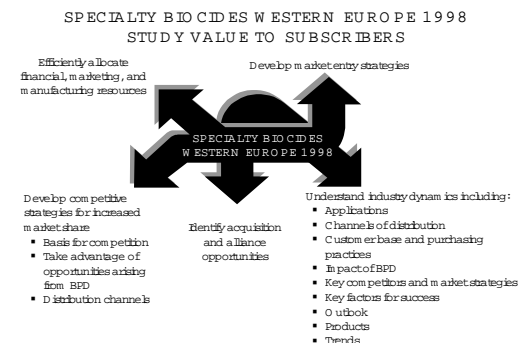 SPECIALTY BIOCIDES WESTERN EUROPE 1998
STUDY VALUE TO SUBSCRIBERS
Efficiently allocate
financial, marketing, and
manufacturing resources
Develop market entry strategies
SPECIALTY BIOCIDES
WESTERN EUROPE 1998
Develop competitive
strategies for increased
market share
▪ Basis for competition
▪ Take advantage of
opportunities arising
from BPD
▪ Distribution channels
Identify acquisition
and alliance
opportunities
Understand industry dynamics including:
▪ Applications
▪ Channels of distribution
▪ Customer base and purchasing
practices
▪ Impact of BPD
▪ Key competitors and market strategies
▪ Key factors for success
▪ Outlook
▪ Products
▪ Trends